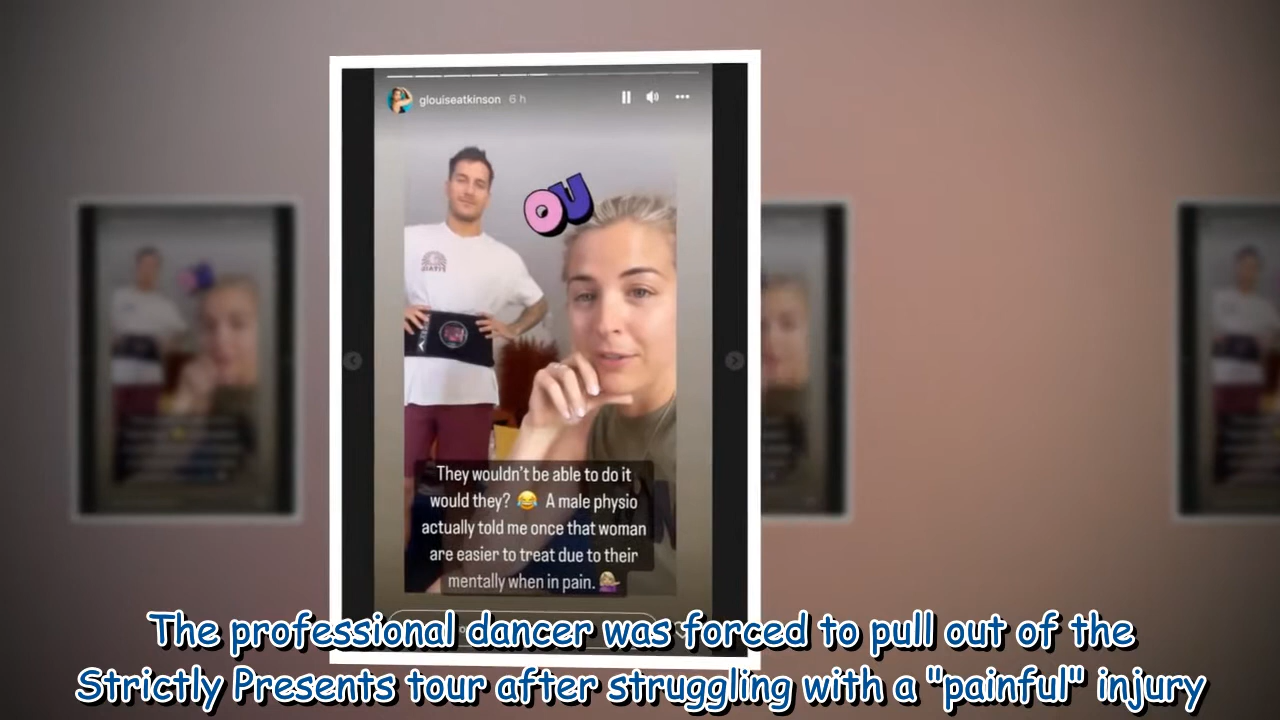 glouiseatkinson 6 h
OU
They wouldn't be able to do it
would they? 😂 A male physio
actually told me once that woman
are easier to treat due to their
mentally when in pain. 💁🏼‍♀️
The professional dancer was forced to pull out of the
Strictly Presents tour after struggling with a "painful" injury